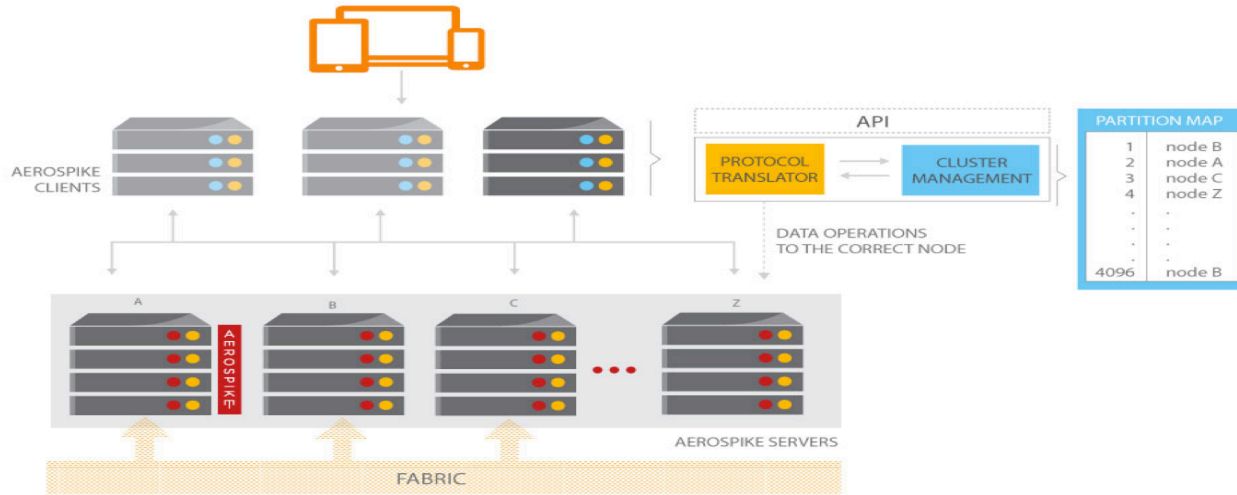 API
PARTITION MAP
1 node B
2 node A
3 node C
4 node Z
. .
. .
. .
. .
4096 node B
AEROSPIKE
CLIENTS
PROTOCOL
TRANSLATOR
CLUSTER
MANAGEMENT
DATA OPERATIONS
TO THE CORRECT NODE
A
B
C
Z
AEROSPIKE
AEROSPIKE SERVERS
FABRIC